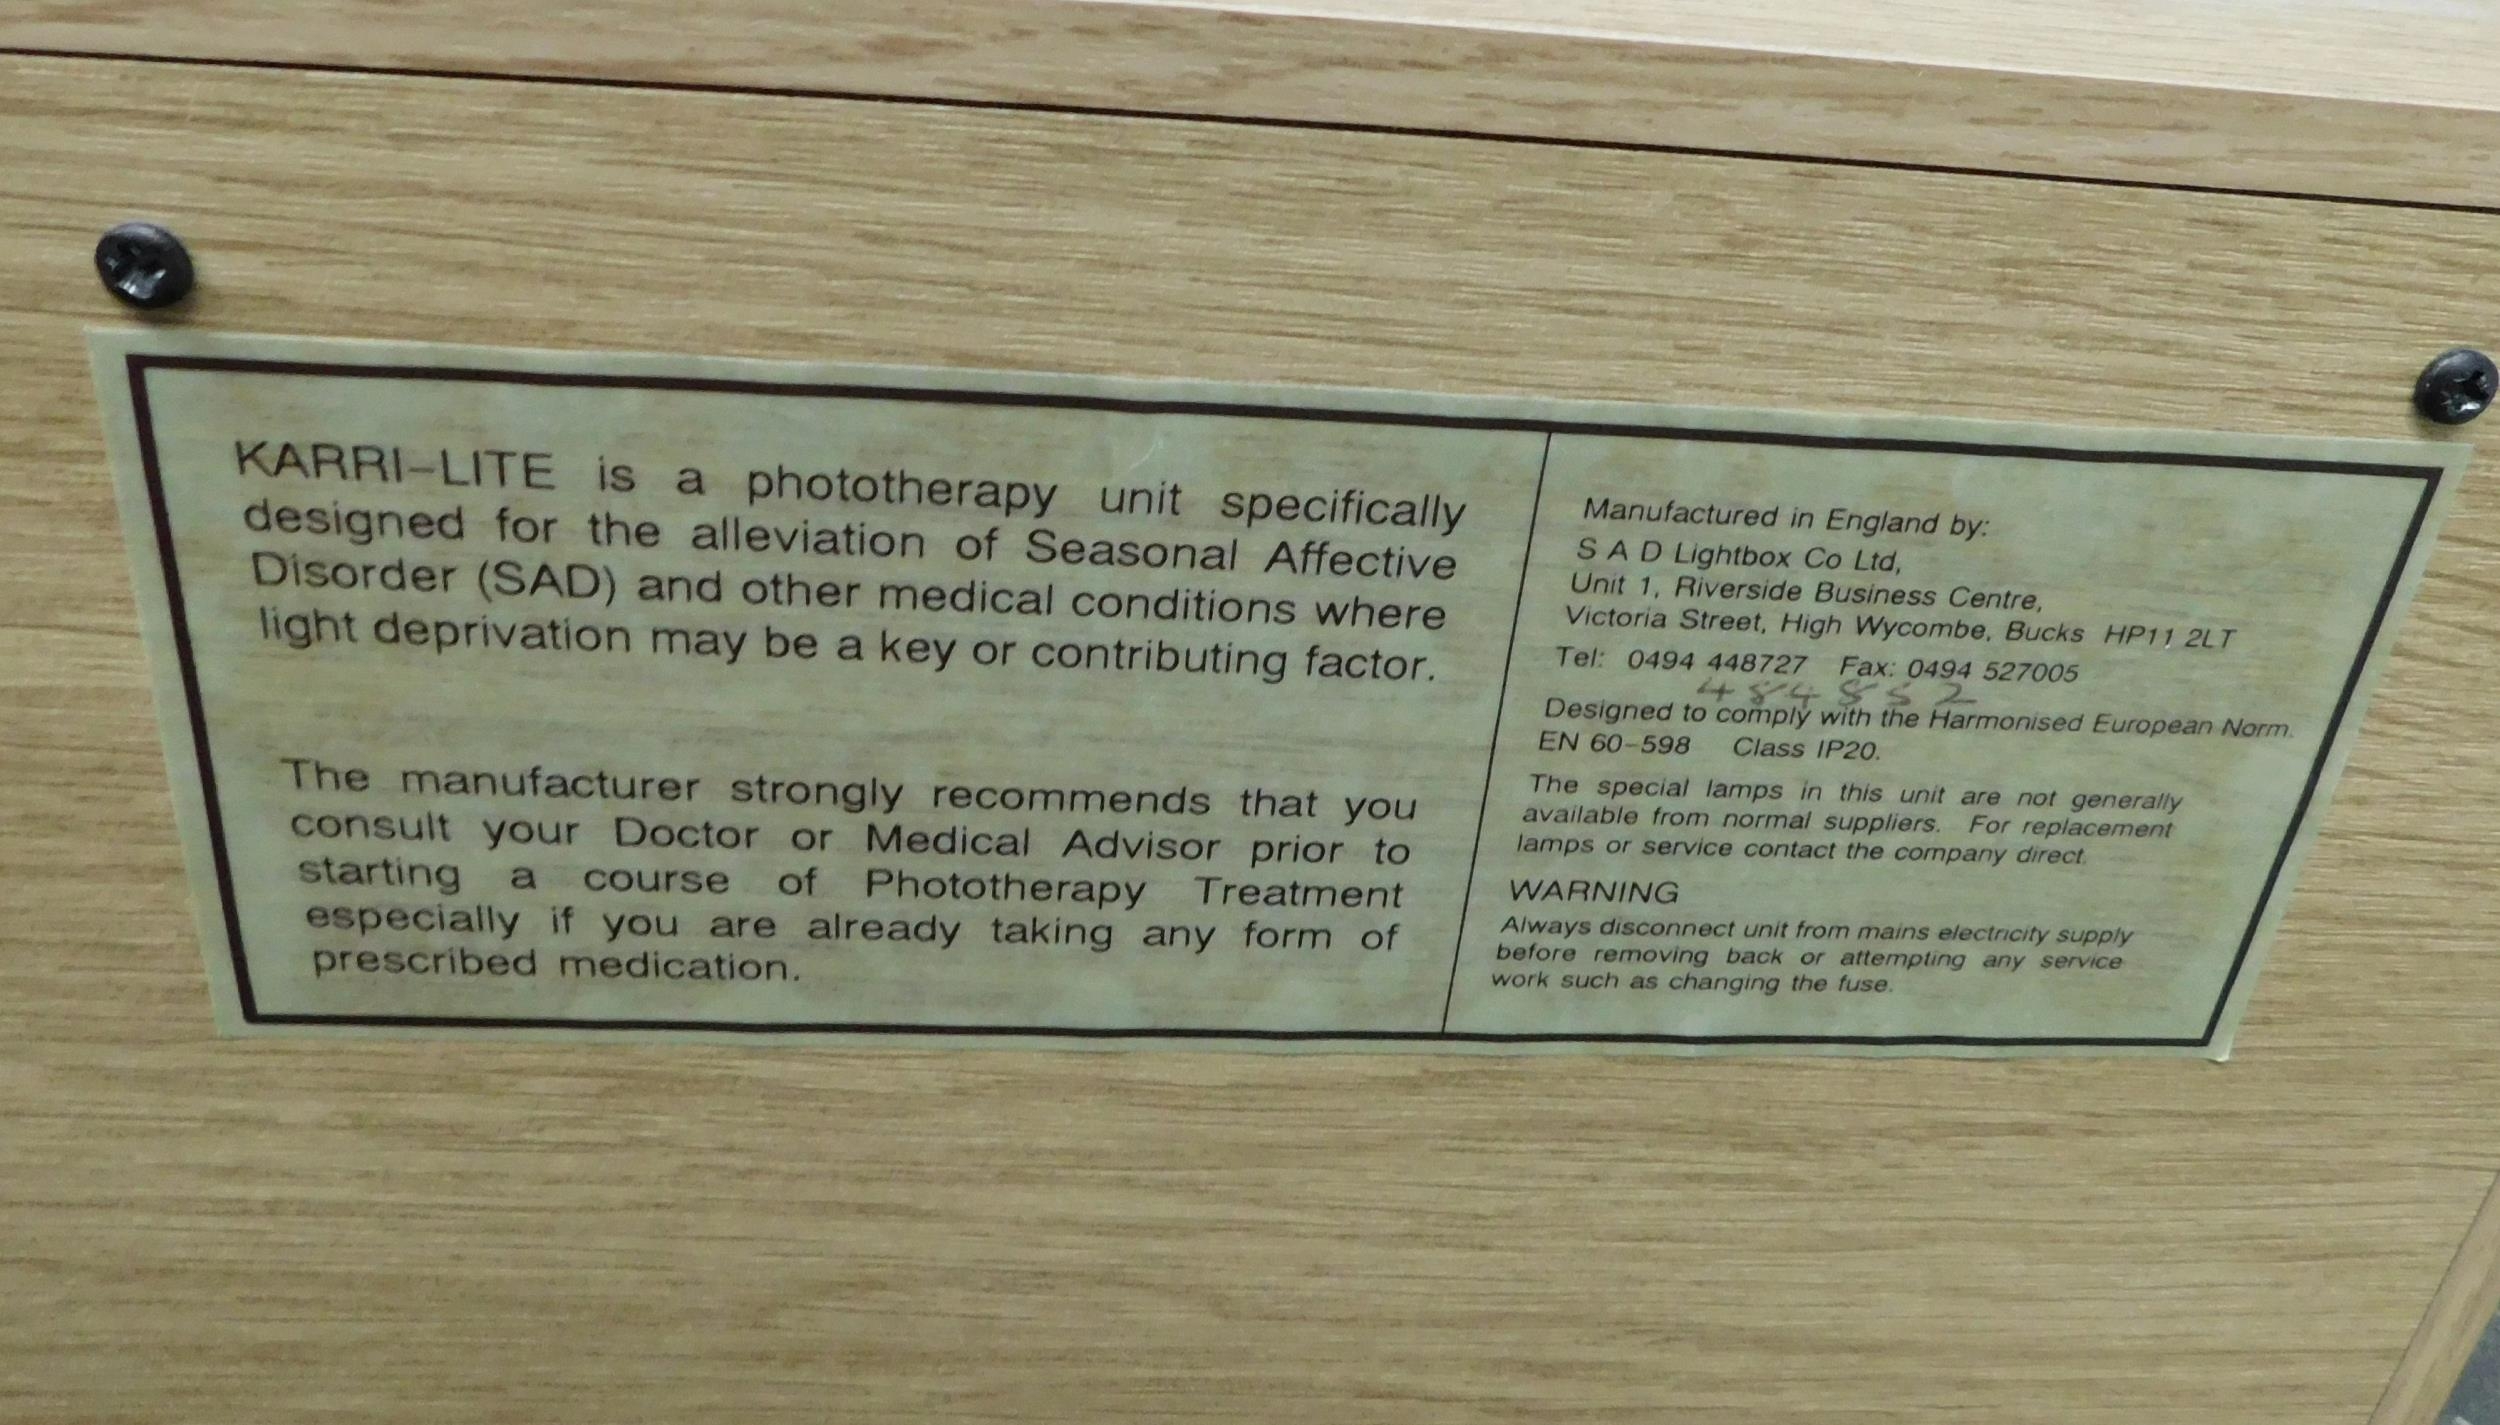 KARRI-LITE is a phototherapy unit specifically
designed for the alleviation of Seasonal Affective
Disorder (SAD) and other medical conditions where
light deprivation may be a key or contributing factor.
The manufacturer strongly recommends that you
consult your Doctor or Medical Advisor prior to
starting a course of Phototherapy Treatment
especially if you are already taking any form of
prescribed medication.
Manufactured in England by:
S A D Lightbox Co Ltd,
Unit 1, Riverside Business Centre,
Victoria Street, High Wycombe, Bucks HP11 2LT
Tel: 0494 448727 Fax: 0494 527005
484852
Designed to comply with the Harmonised European Norm.
EN 60-598 Class IP20.
The special lamps in this unit are not generally
available from normal suppliers. For replacement
lamps or service contact the company direct.
WARNING
Always disconnect unit from mains electricity supply
before removing back or attempting any service
work such as changing the fuse.